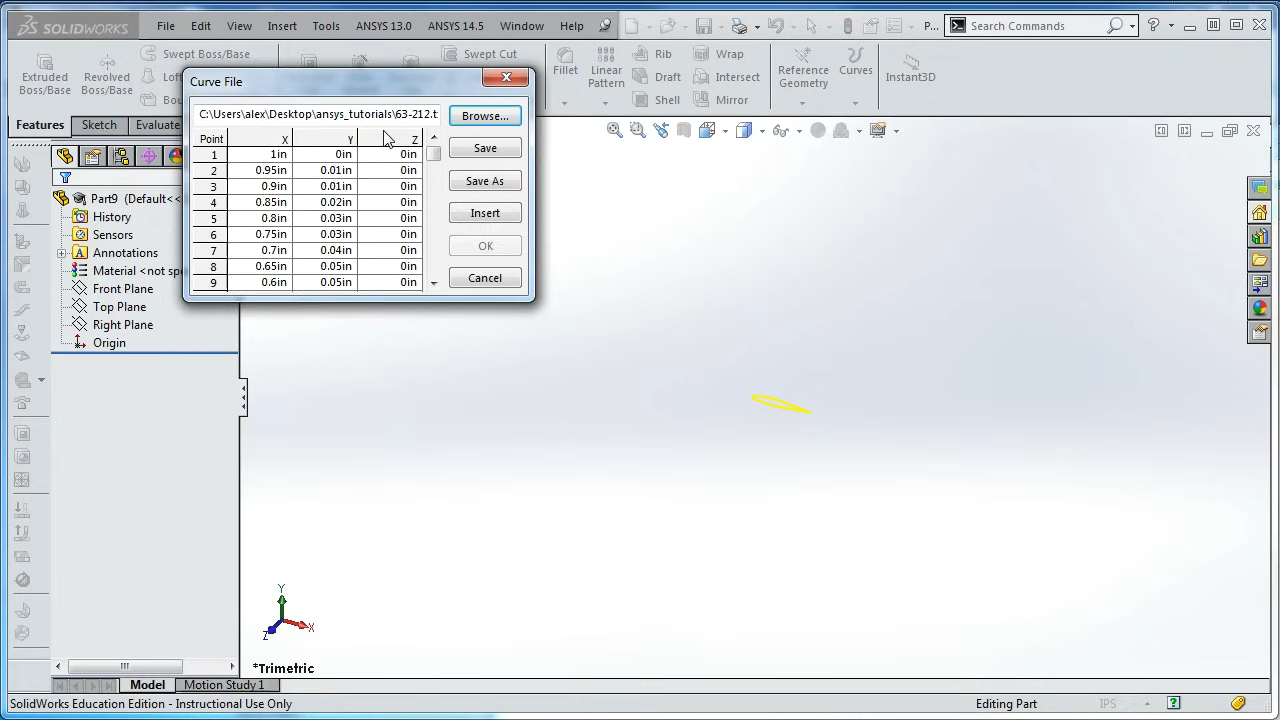 SOLIDWORKS File Edit View Insert Tools ANSYS 13.0 ANSYS 14.5 Window Help P... Search Commands ?
Swept Boss/Base Swept Cut
Extruded Boss/Base
Revolved Boss/Base
Lof
Bo
Fillet
Linear Pattern
Rib
Draft
Shell
Wrap
Intersect
Mirror
Reference Geometry
Curves
Instant3D
Features Sketch Evaluate
Curve File
C:\Users\alex\Desktop\ansys_tutorials\63-212.t Browse...
Point X Y Z
1 1in 0in 0in
2 0.95in 0.01in 0in
3 0.9in 0.01in 0in
4 0.85in 0.02in 0in
5 0.8in 0.03in 0in
6 0.75in 0.03in 0in
7 0.7in 0.04in 0in
8 0.65in 0.05in 0in
9 0.6in 0.05in 0in
Save
Save As
Insert
OK
Cancel
Part9 (Default<<
History
Sensors
Annotations
Material <not spe
Front Plane
Top Plane
Right Plane
Origin
Y
X
Z
*Trimetric
Model Motion Study 1
SolidWorks Education Edition - Instructional Use Only Editing Part IPS ?